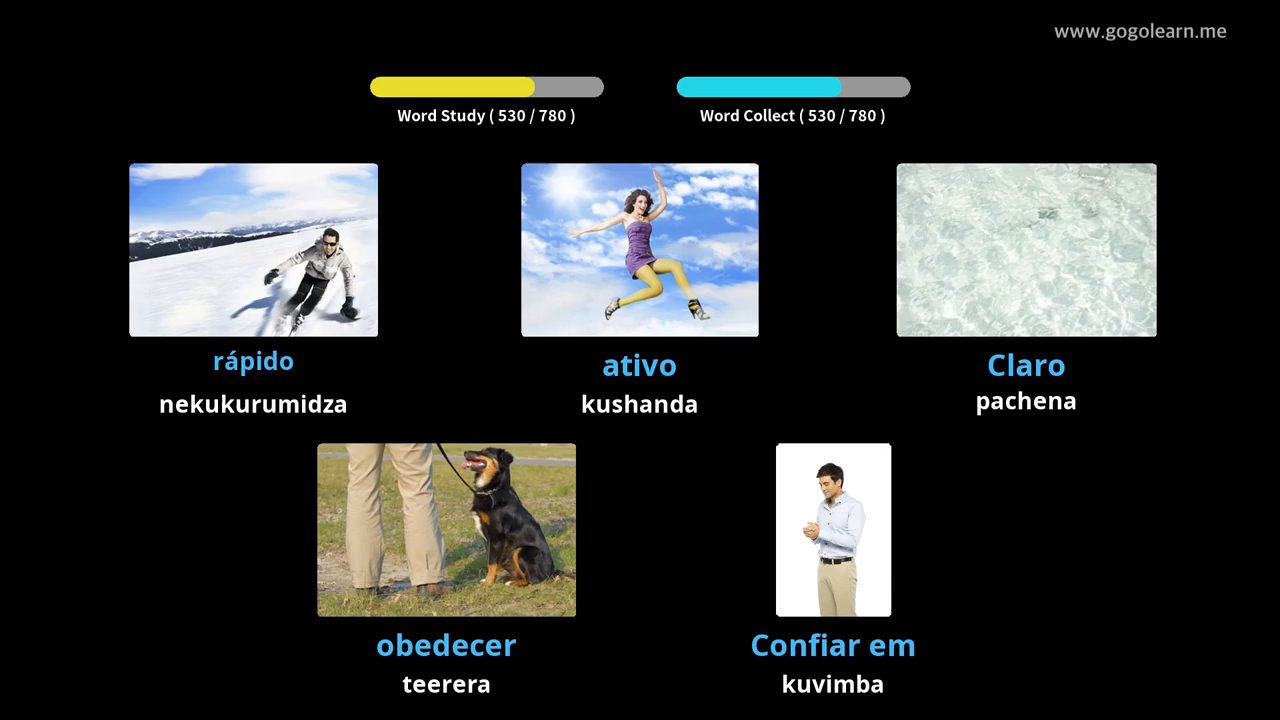 www.gogolearn.me
Word Study ( 530 / 780 )
Word Collect ( 530 / 780 )
rápido
nekukurumidza
ativo
kushanda
Claro
pachena
obedecer
teerera
Confiar em
kuvimba